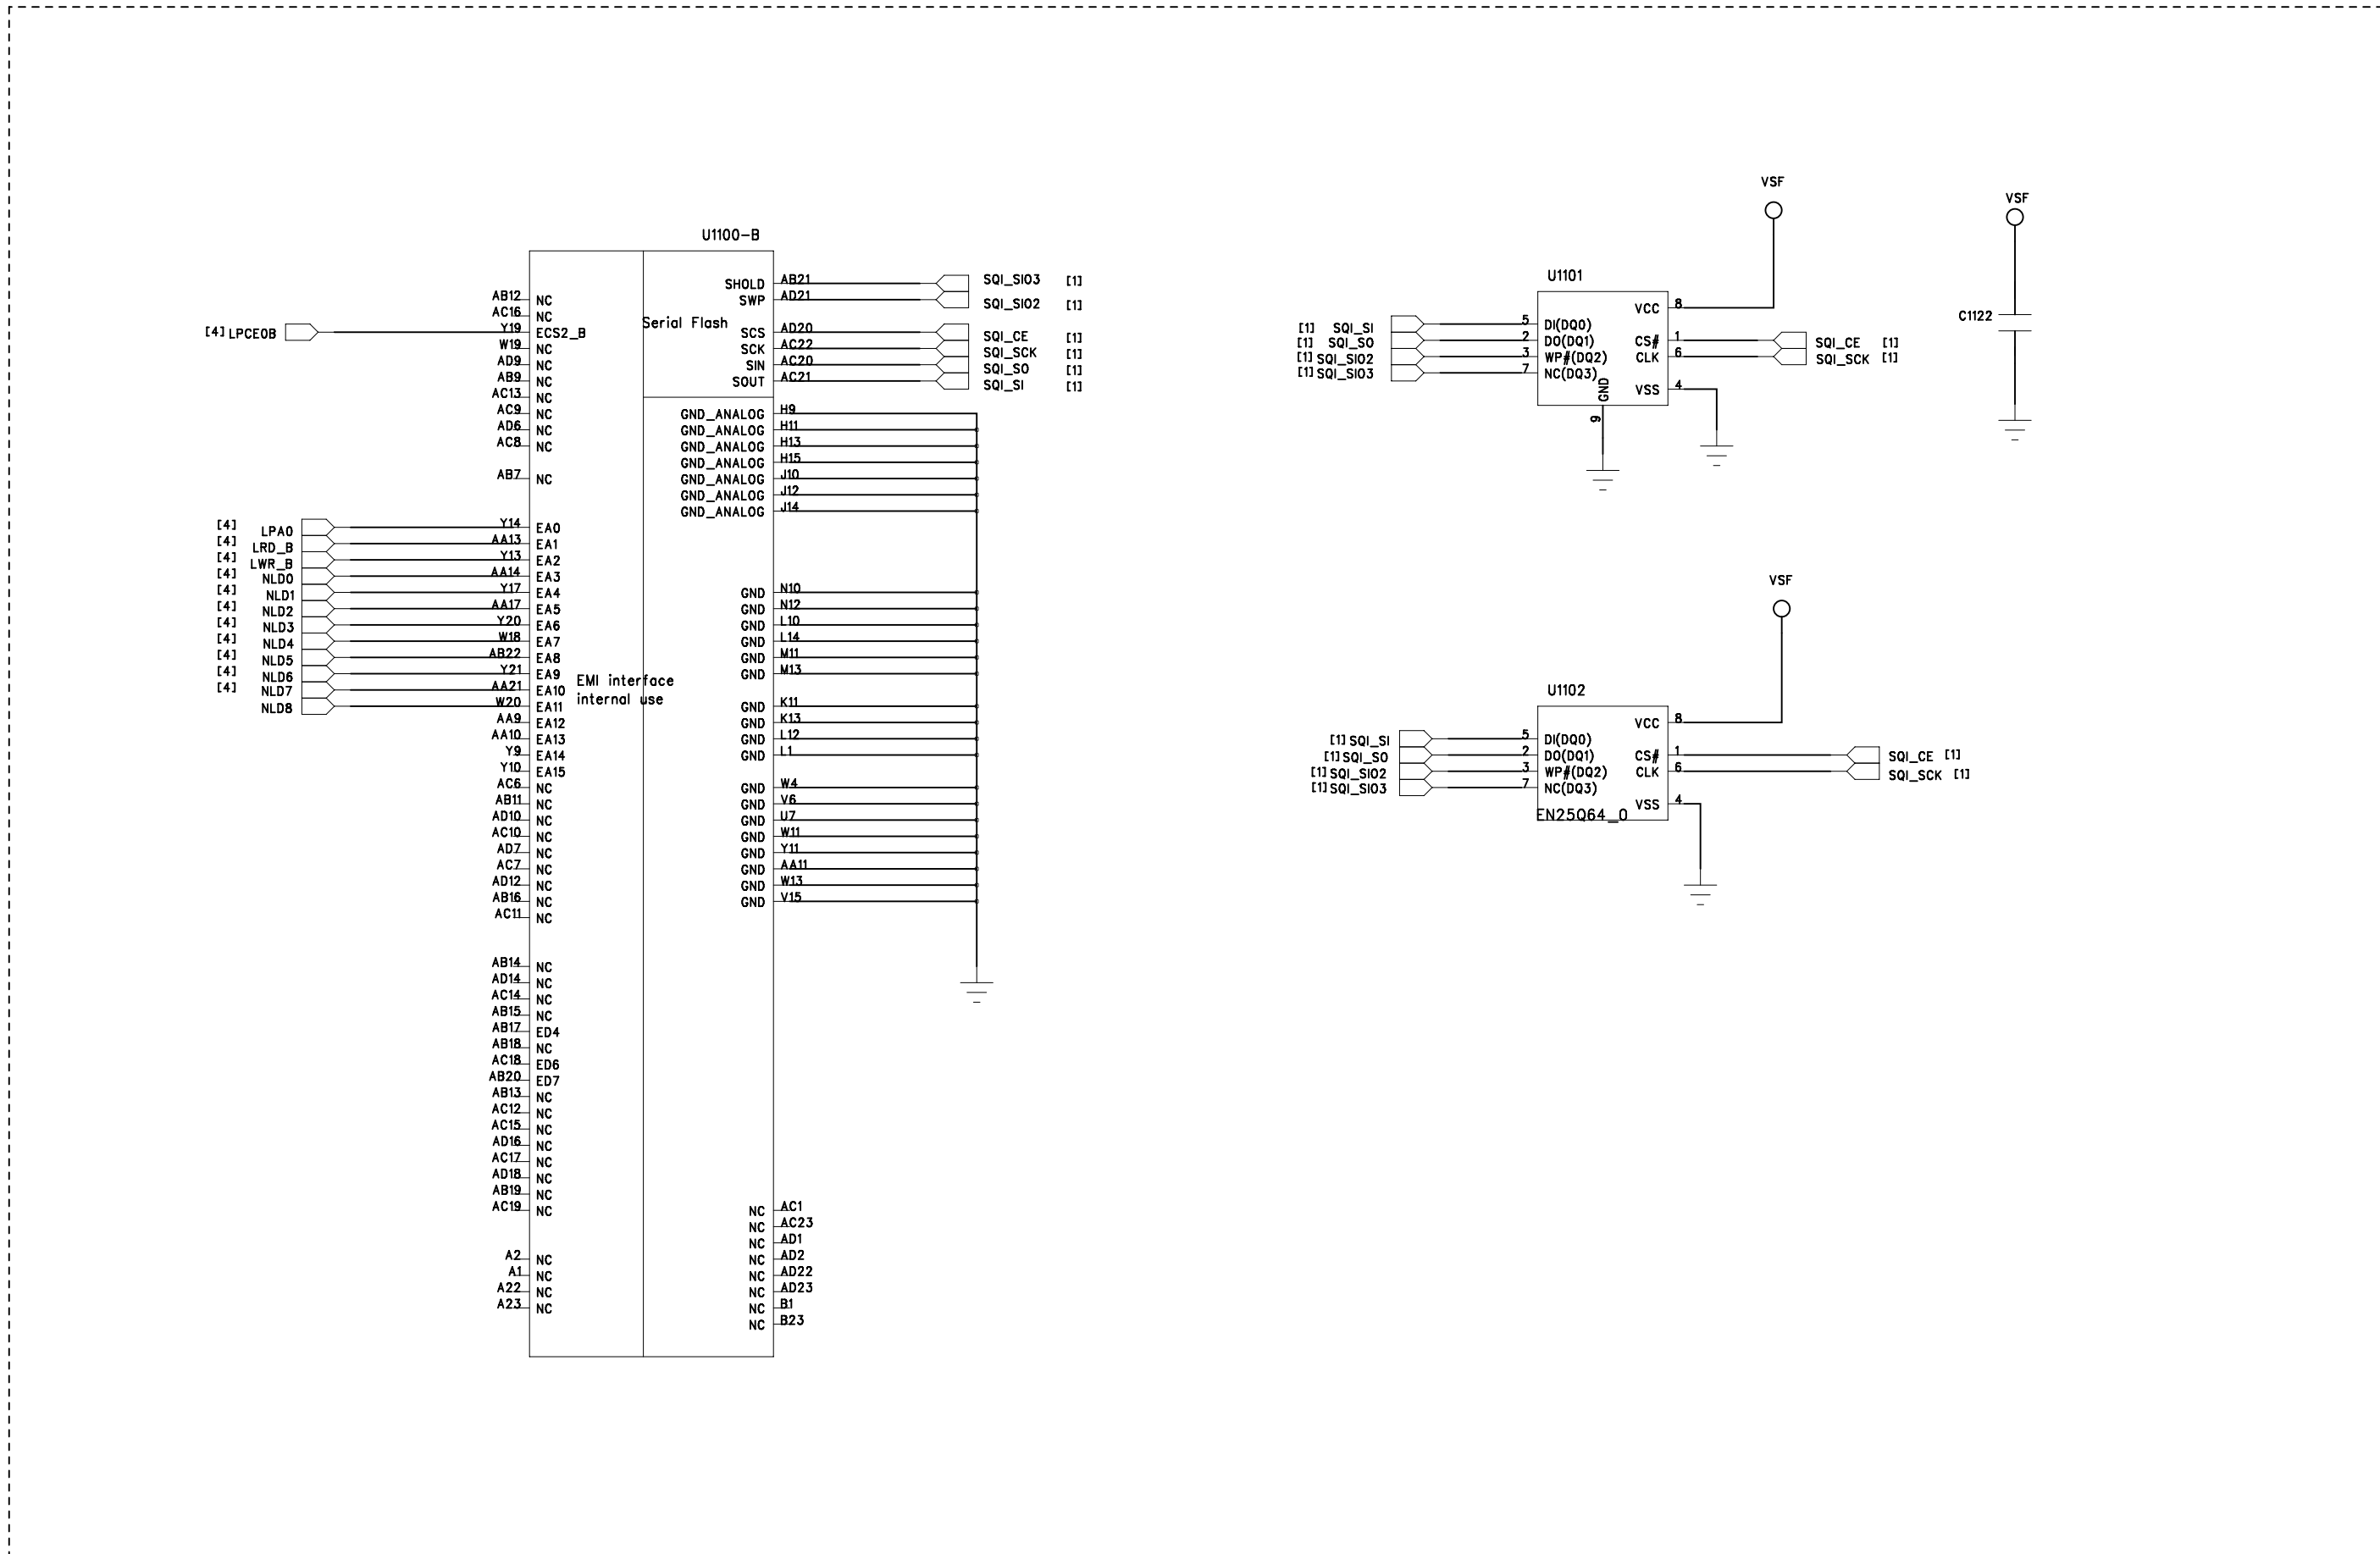 U1100-B
AB12 NC
AC16 NC
[4] LPCE0B Y19 ECS2_B
W19 NC
AD9 NC
AB9 NC
AC13 NC
AC9 NC
AD6 NC
AC8 NC
AB7 NC
[4] LPA0 Y14 EA0
[4] LRD_B AA13 EA1
[4] LWR_B Y13 EA2
[4] NLD0 AA14 EA3
[4] NLD1 Y17 EA4
[4] NLD2 AA17 EA5
[4] NLD3 Y20 EA6
[4] NLD4 W18 EA7
[4] NLD5 AB22 EA8
[4] NLD6 Y21 EA9
[4] NLD7 AA21 EA10
NLD8 W20 EA11
AA9 EA12
AA10 EA13
Y9 EA14
Y10 EA15
AC6 NC
AB11 NC
AD10 NC
AC10 NC
AD7 NC
AC7 NC
AD12 NC
AB16 NC
AC11 NC
AB14 NC
AD14 NC
AC14 NC
AB15 NC
AB17 ED4
AB18 NC
AC18 ED6
AB20 ED7
AB13 NC
AC12 NC
AC15 NC
AD16 NC
AC17 NC
AD18 NC
AB19 NC
AC19 NC
A2 NC
A1 NC
A22 NC
A23 NC
EMI interface
internal use
Serial Flash
SHOLD AB21 SQI_SIO3 [1]
SWP AD21 SQI_SIO2 [1]
SCS AD20 SQI_CE [1]
SCK AC22 SQI_SCK [1]
SIN AC20 SQI_SO [1]
SOUT AC21 SQI_SI [1]
GND_ANALOG H9
GND_ANALOG H11
GND_ANALOG H13
GND_ANALOG H15
GND_ANALOG J10
GND_ANALOG J12
GND_ANALOG J14
GND N10
GND N12
GND L10
GND L14
GND M11
GND M13
GND K11
GND K13
GND L12
GND L1
GND W4
GND V6
GND U7
GND W11
GND Y11
GND AA11
GND W13
GND V15
NC AC1
NC AC23
NC AD1
NC AD2
NC AD22
NC AD23
NC B1
NC B23
VSF
U1101
VCC 8
[1] SQI_SI 5 DI(DQ0)
[1] SQI_SO 2 DO(DQ1) CS# 1 SQI_CE [1]
[1] SQI_SIO2 3 WP#(DQ2) CLK 6 SQI_SCK [1]
[1] SQI_SIO3 7 NC(DQ3)
GND VSS 4
9
VSF
C1122
VSF
U1102
VCC 8
[1] SQI_SI 5 DI(DQ0)
[1] SQI_SO 2 DO(DQ1) CS# 1 SQI_CE [1]
[1] SQI_SIO2 3 WP#(DQ2) CLK 6 SQI_SCK [1]
[1] SQI_SIO3 7 NC(DQ3)
VSS 4
EN25Q64_0